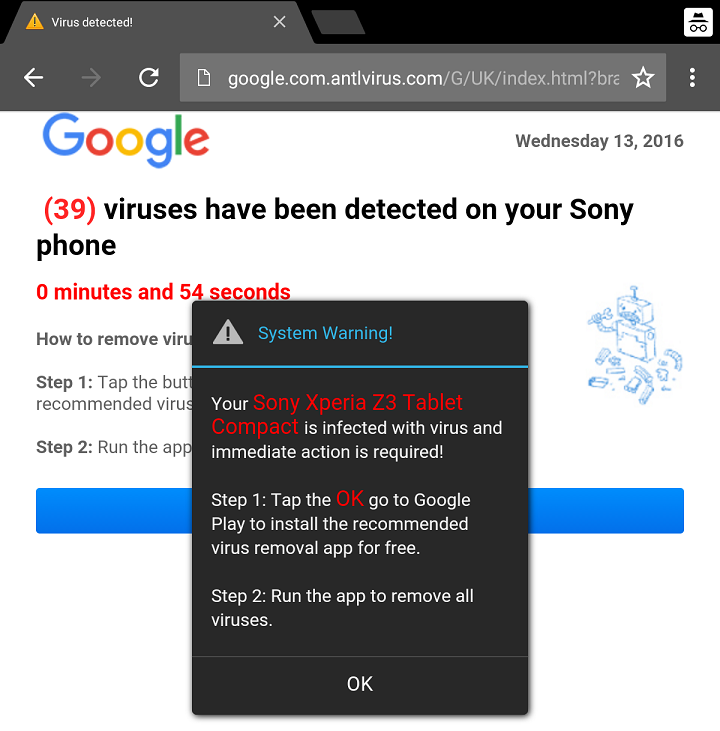 Virus detected!
google.com.antlvirus.com/G/UK/index.html?bra
Google
Wednesday 13, 2016
(39) viruses have been detected on your Sony
phone
0 minutes and 54 seconds
How to remove viru
Step 1: Tap the butt
recommended virus
Step 2: Run the app
System Warning!
Your Sony Xperia Z3 Tablet
Compact is infected with virus and
immediate action is required!
Step 1: Tap the OK go to Google
Play to install the recommended
virus removal app for free.
Step 2: Run the app to remove all
viruses.
OK